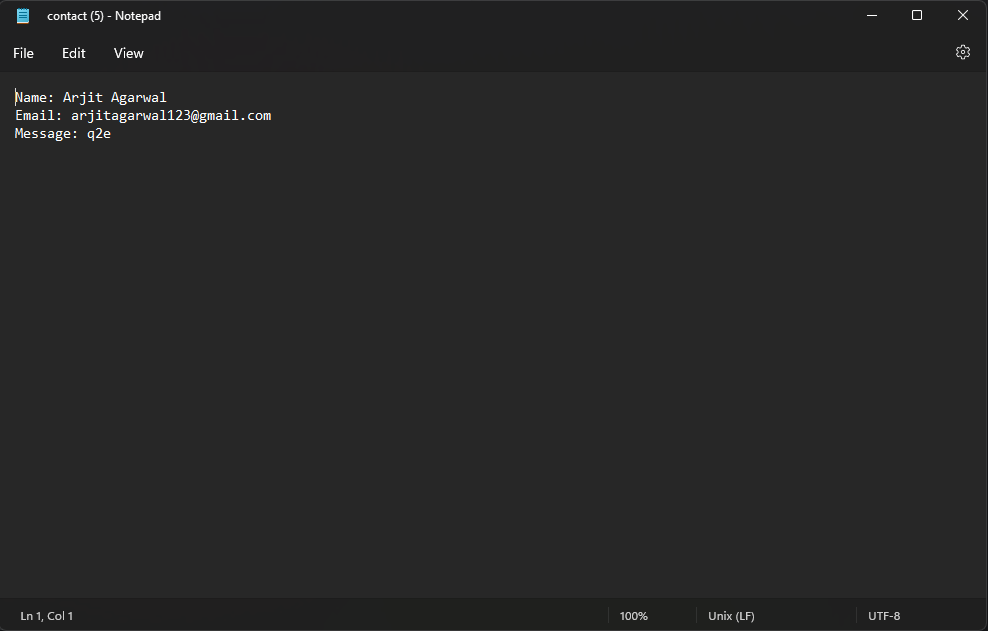 contact (5) - Notepad
File Edit View
Name: Arjit Agarwal
Email: arjitagarwal123@gmail.com
Message: q2e
Ln 1, Col 1 100% Unix (LF) UTF-8